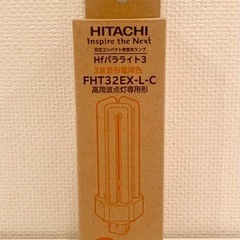 HITACHI
Inspire the Next
日立コンパクト形蛍光ランプ
Hfパラライト3
3波長形電球色
FHT32EX-L-C
高周波点灯専用形